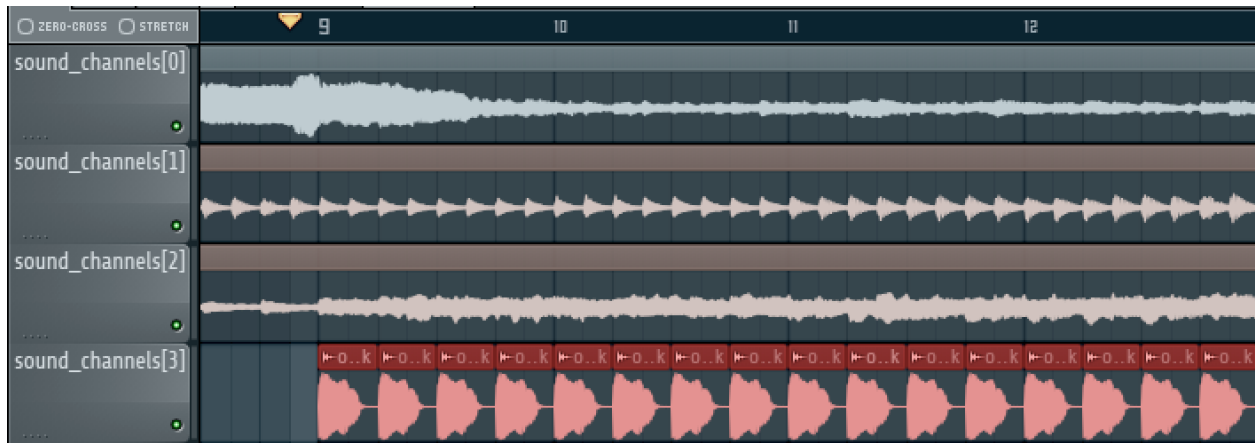 ZERO-CROSS STRETCH 9 10 11 12
sound_channels[0]
sound_channels[1]
sound_channels[2]
sound_channels[3] o..k o..k o..k o..k o..k o..k o..k o..k o..k o..k o..k o..k o..k o..k o..k o..k